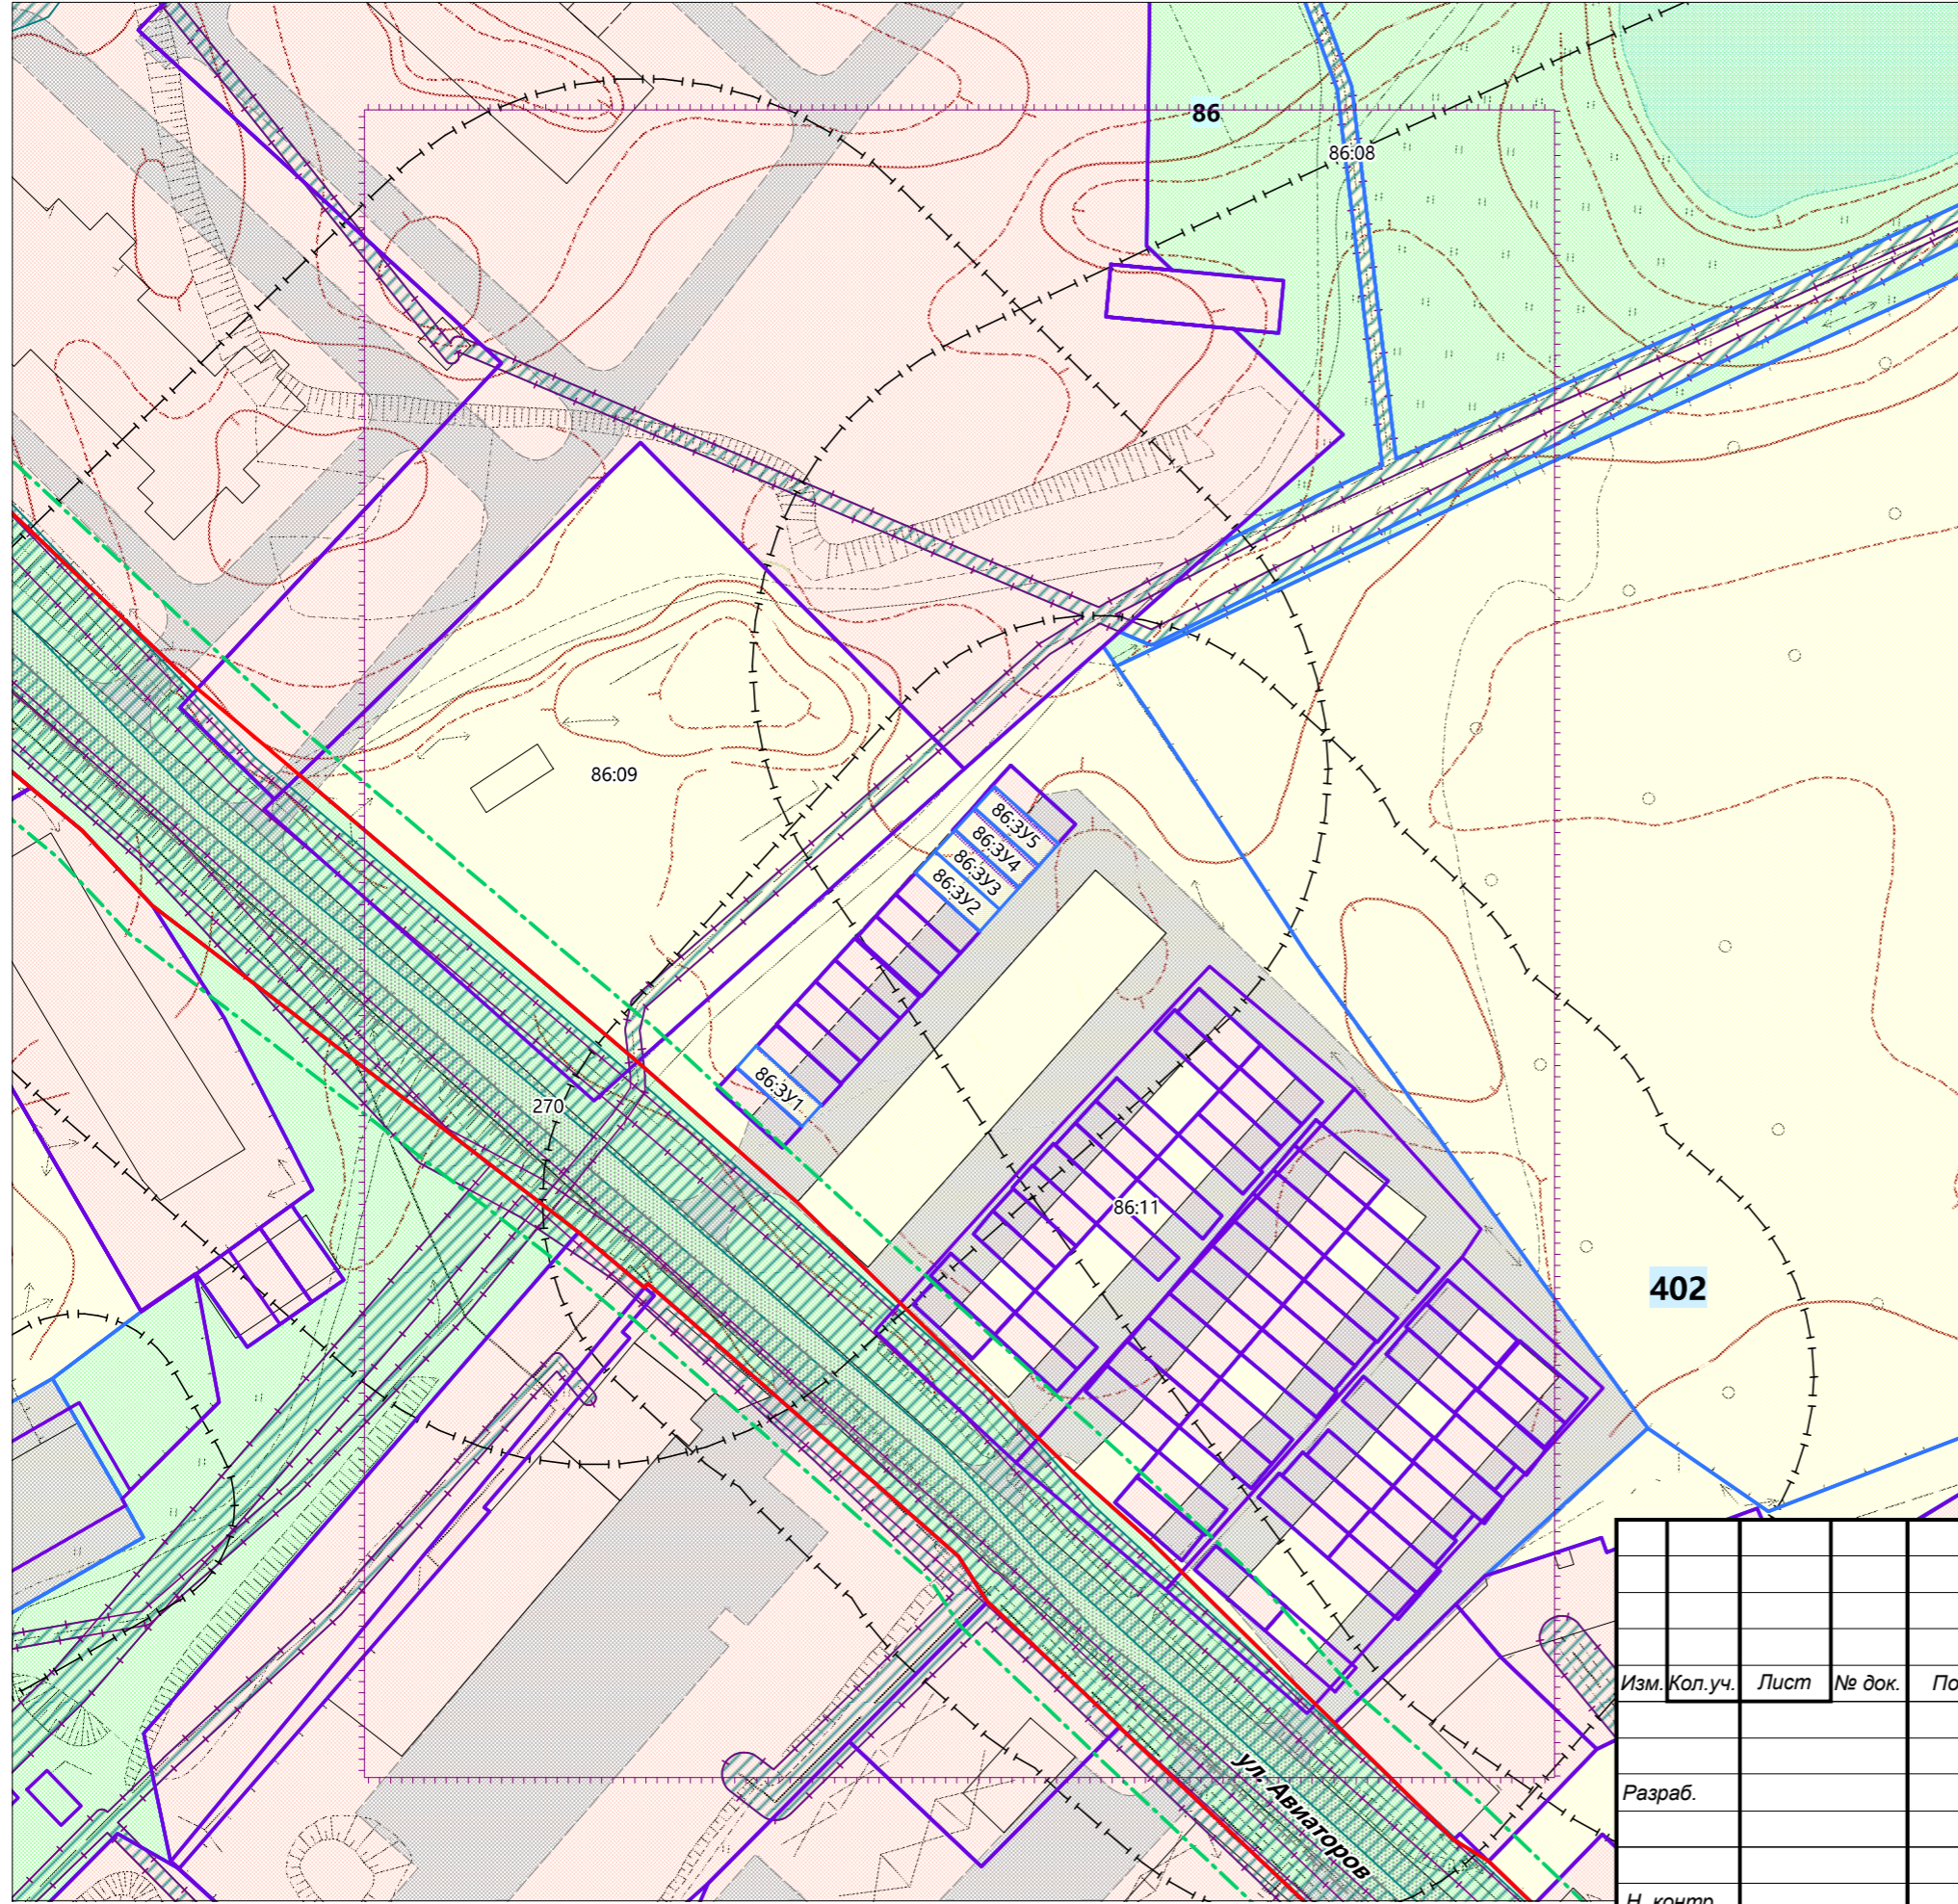 86
86:08
86:09
86:ЗУ5
86:ЗУ4
86:ЗУ3
86:ЗУ2
86:ЗУ1
270
86:11
402
Изм. Кол.уч. Лист № док.
Разраб.
ул. Авиаторов
Н. контр.